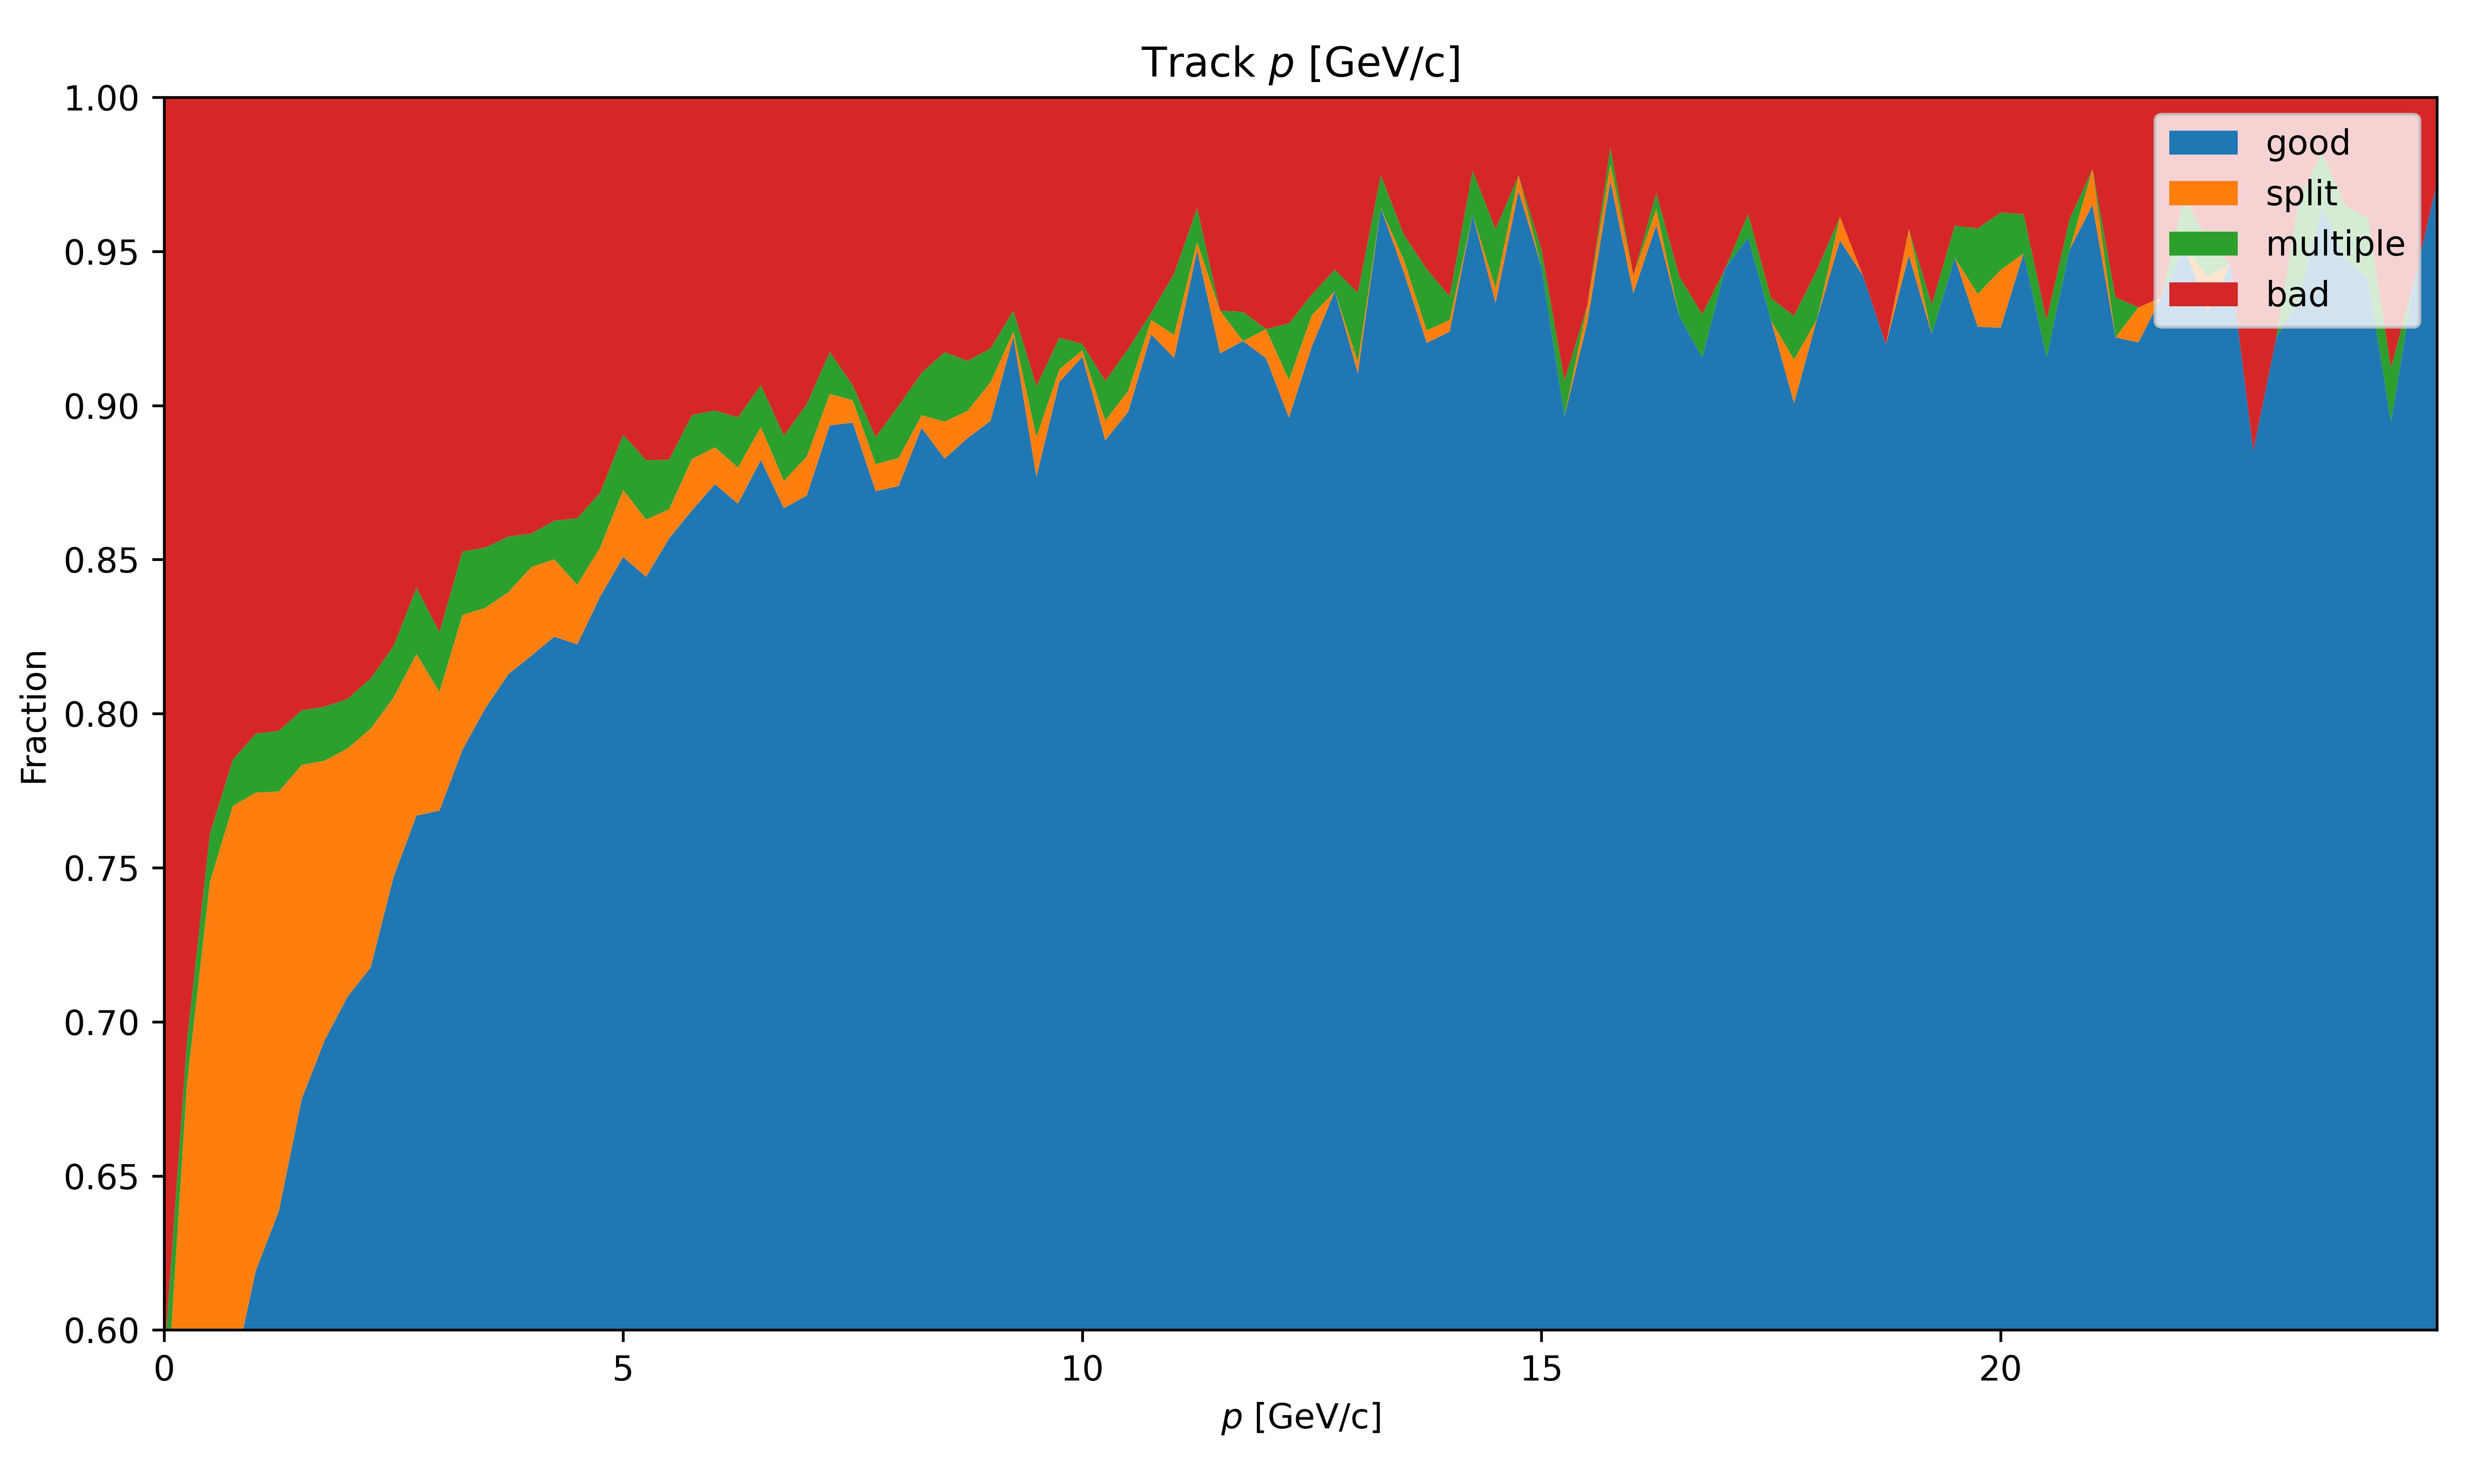 Track p [GeV/c]
1.00
0.95
0.90
0.85
0.80
0.75
0.70
0.65
0.60
Fraction
good
split
multiple
bad
0 5 10 15 20
p [GeV/c]